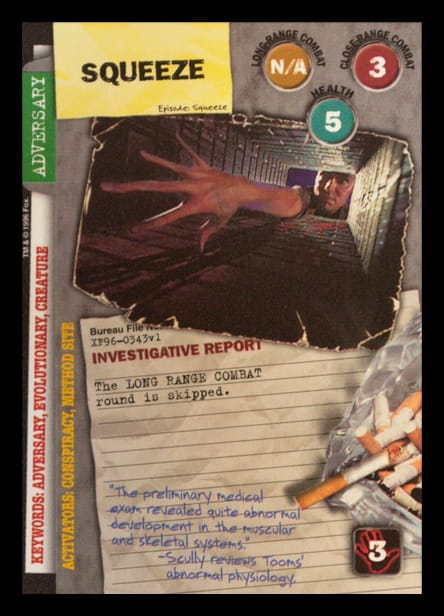 SQUEEZE
Episode: Squeeze
LONG-RANGE COMBAT
N/A
CLOSE-RANGE COMBAT
3
HEALTH
5
ADVERSARY
TM & © 1996 Fox.
KEYWORDS: ADVERSARY, EVOLUTIONARY, CREATURE
ACTIVATORS: CONSPIRACY, METHOD SITE
Bureau File
XF96-0343v1
INVESTIGATIVE REPORT
The LONG RANGE COMBAT
round is skipped.
"The preliminary medical
exam revealed quite abnormal
development in the muscular
and skeletal systems."
-Scully reviews Tooms'
abnormal physiology.
3